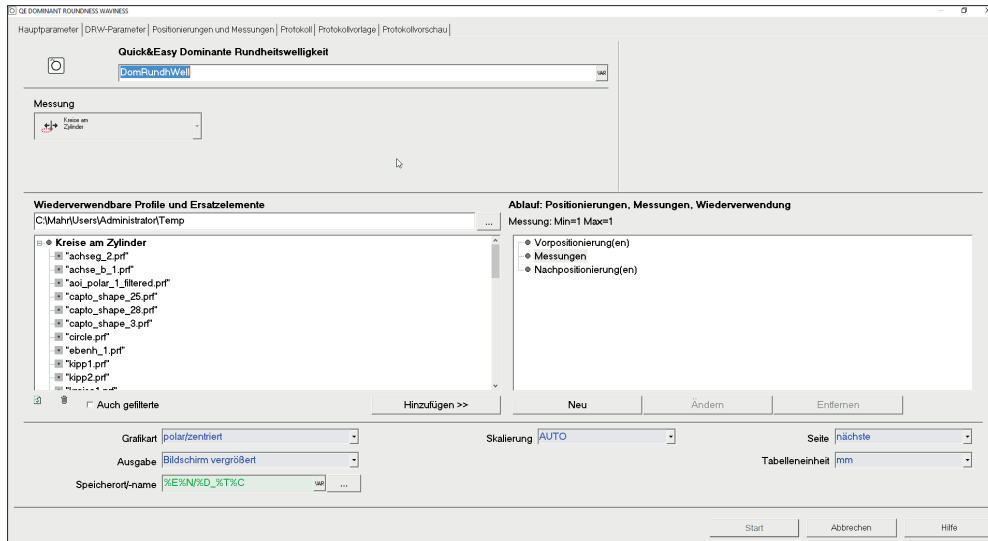 QE DOMINANT ROUNDNESS WAVINESS
Hauptparameter DRW-Parameter Positionierungen und Messungen Protokoll Protokollvorlage Protokollvorschau
Quick&Easy Dominante Rundheitswelligkeit
DomRundhWell
VAR
Messung
Kreise am
Zylinder
Wiederverwendbare Profile und Ersatzelemente
C:\Mahr\Users\Administrator\Temp
...
Kreise am Zylinder
"achseg_2.prf"
"achse_b_1.prf"
"aoi_polar_1_filtered.prf"
"capto_shape_25.prf"
"capto_shape_28.prf"
"capto_shape_3.prf"
"circle.prf"
"ebenh_1.prf"
"kipp1.prf"
"kipp2.prf"
Auch gefilterte
Hinzufügen >>
Ablauf: Positionierungen, Messungen, Wiederverwendung
Messung: Min=1 Max=1
Vorpositionierung(en)
Messungen
Nachpositionierung(en)
Neu
Ändern
Entfernen
Grafikart polar/zentriert
Skalierung AUTO
Seite nächste
Ausgabe Bildschirm vergrößert
Tabelleneinheit mm
Speicherort/-name %E%N/%D_%T%C VAR ...
Start
Abbrechen
Hilfe